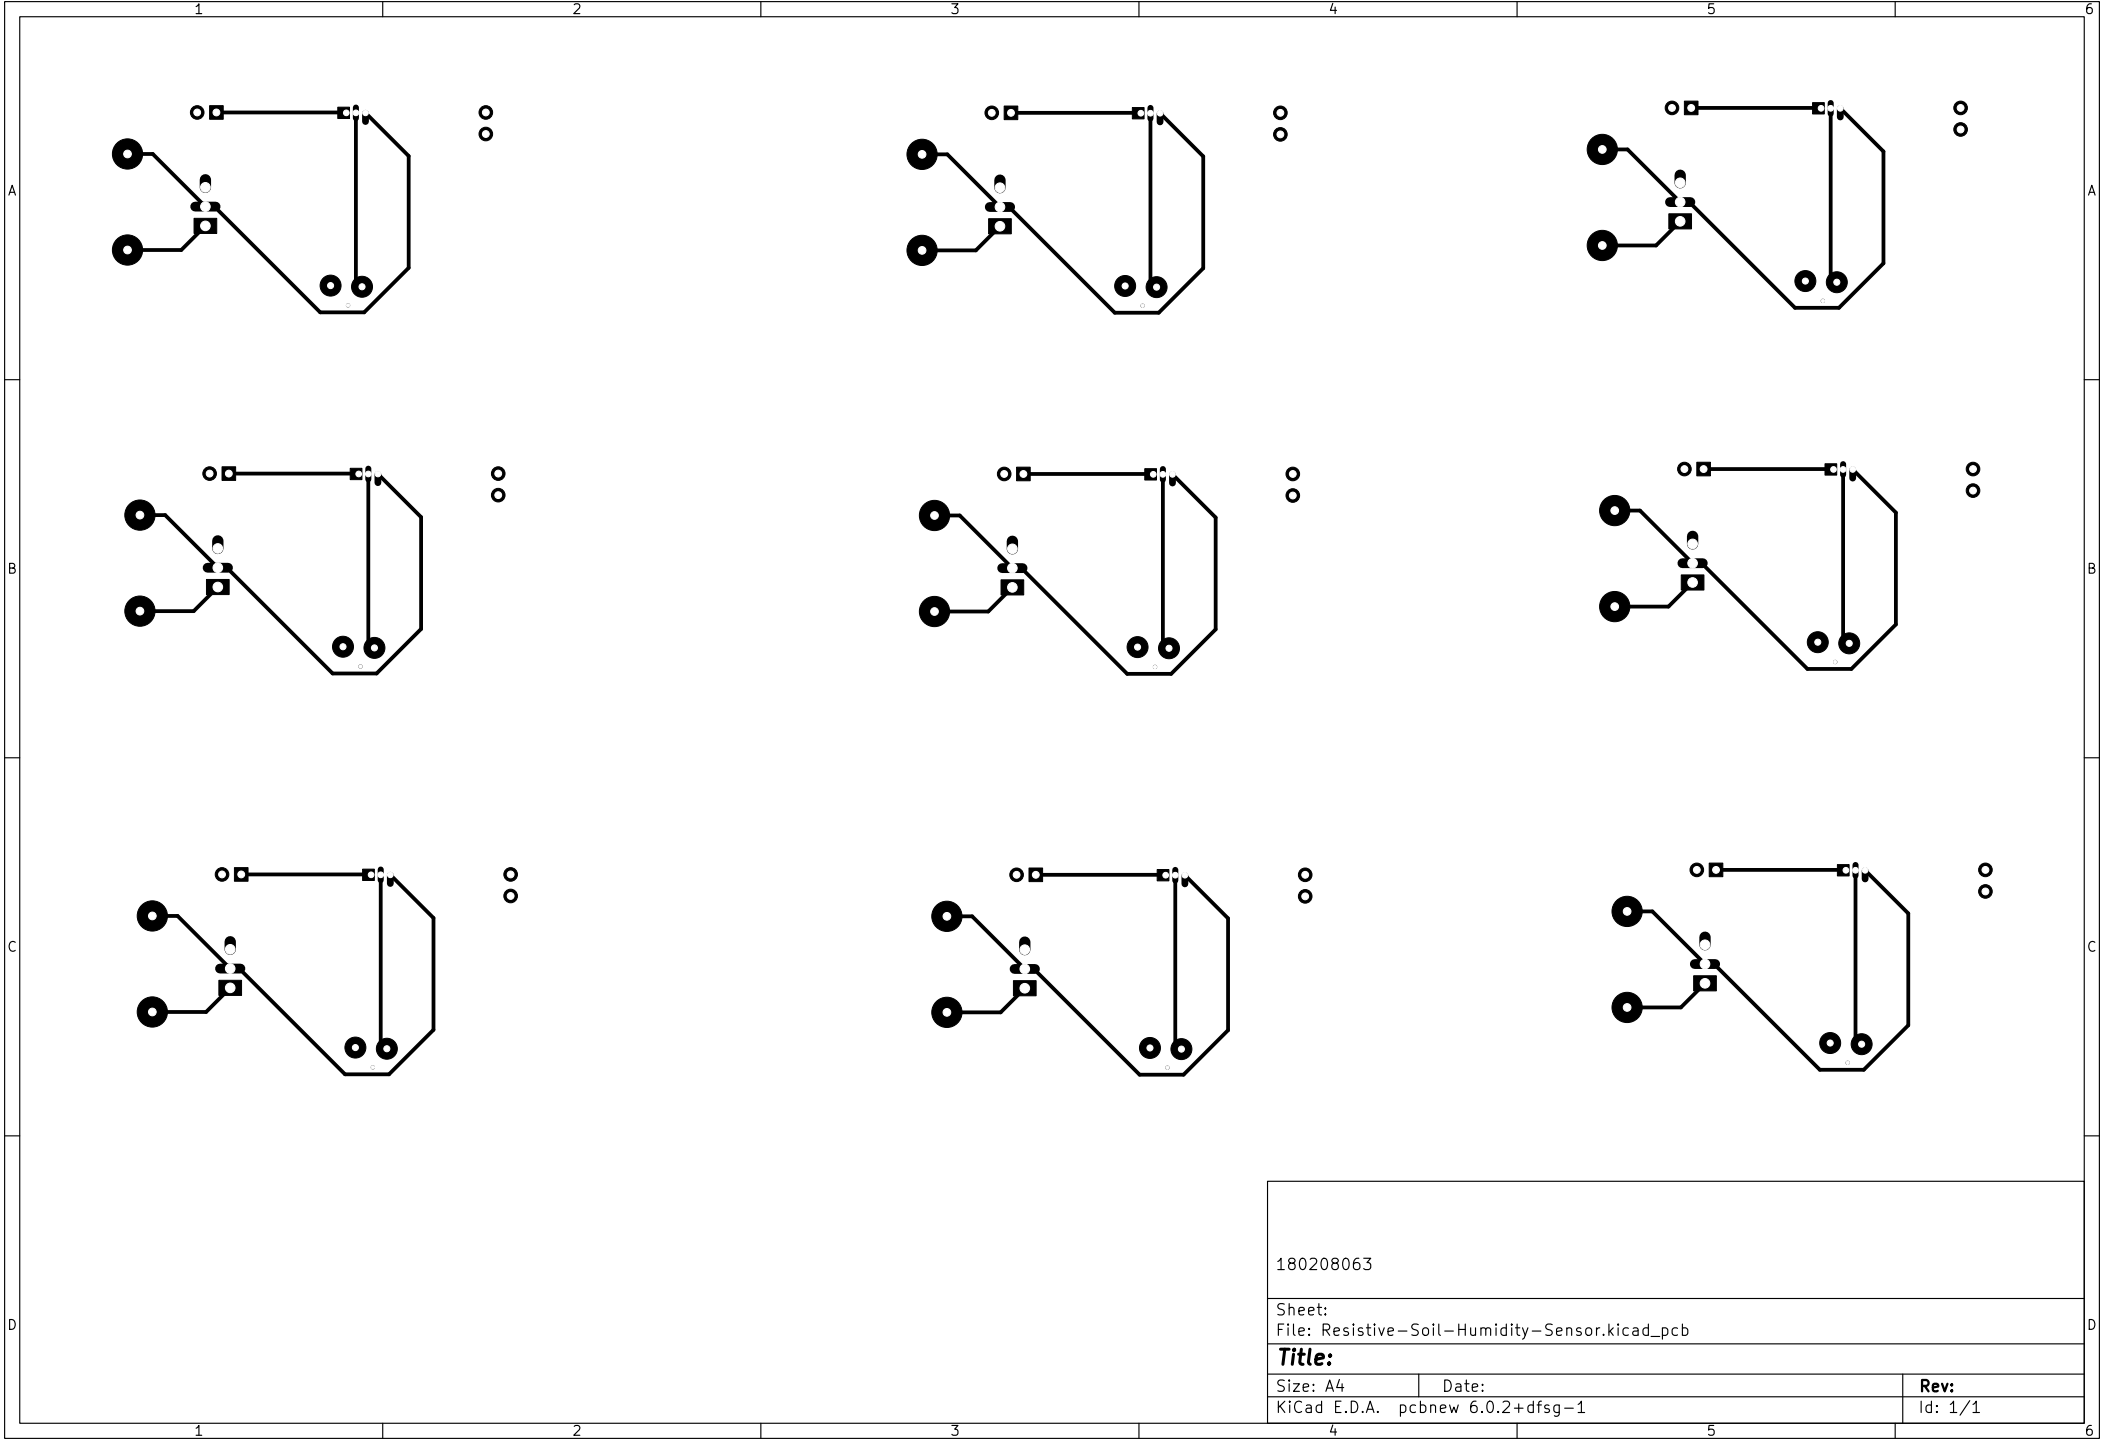 1 2 3 4 5 6
A A
B B
C C
180208063
Sheet:
File: Resistive-Soil-Humidity-Sensor.kicad_pcb
D D
Title:
Size: A4 Date: Rev:
KiCad E.D.A. pcbnew 6.0.2+dfsg-1 Id: 1/1
1 2 3 4 5 6